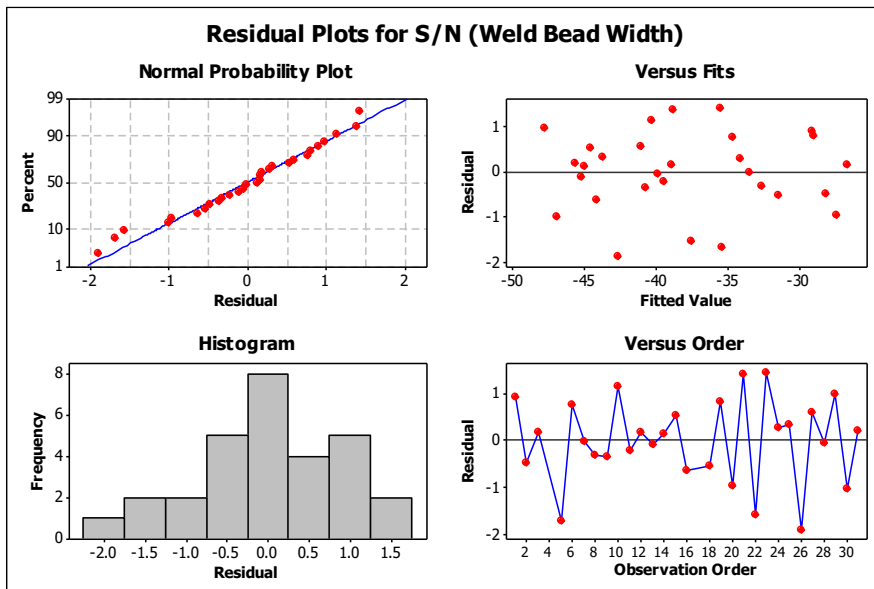 Residual Plots for S/N (Weld Bead Width)
Normal Probability Plot
99
90
50
10
1
Percent
-2 -1 0 1 2
Residual
Versus Fits
1
0
-1
-2
Residual
-50 -45 -40 -35 -30
Fitted Value
Histogram
8
6
4
2
0
Frequency
-2.0 -1.5 -1.0 -0.5 0.0 0.5 1.0 1.5
Residual
Versus Order
1
0
-1
-2
Residual
2 4 6 8 10 12 14 16 18 20 22 24 26 28 30
Observation Order